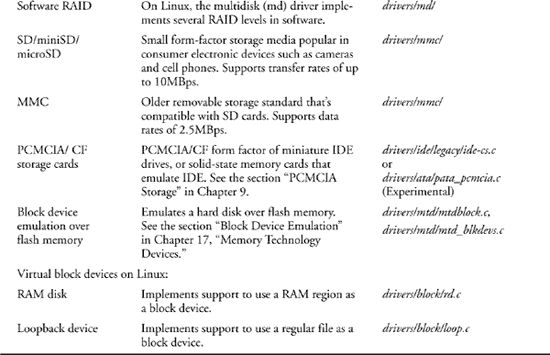 Software RAID On Linux, the multidisk (md) driver imple- drivers/md/
ments several RAID levels in software.
SD/miniSD/ Small form-factor storage media popular in drivers/mmc/
microSD consumer electronic devices such as cameras
and cell phones. Supports transfer rates of up
to 10MBps.
MMC Older removable storage standard that's drivers/mmc/
compatible with SD cards. Supports data
rates of 2.5MBps.
PCMCIA/ CF PCMCIA/CF form factor of miniature IDE drivers/ide/legacy/ide-cs.c
storage cards drives, or solid-state memory cards that or
emulate IDE. See the section “PCMCIA drivers/ata/pata_pcmcia.c
Storage” in Chapter 9. (Experimental)
Block device Emulates a hard disk over flash memory. drivers/mtd/mtdblock.c,
emulation over See the section “Block Device Emulation” drivers/mtd/mtd_blkdevs.c
flash memory in Chapter 17, “Memory Technology
Devices.”
Virtual block devices on Linux:
RAM disk Implements support to use a RAM region as drivers/block/rd.c
a block device.
Loopback device Implements support to use a regular file as a drivers/block/loop.c
block device.